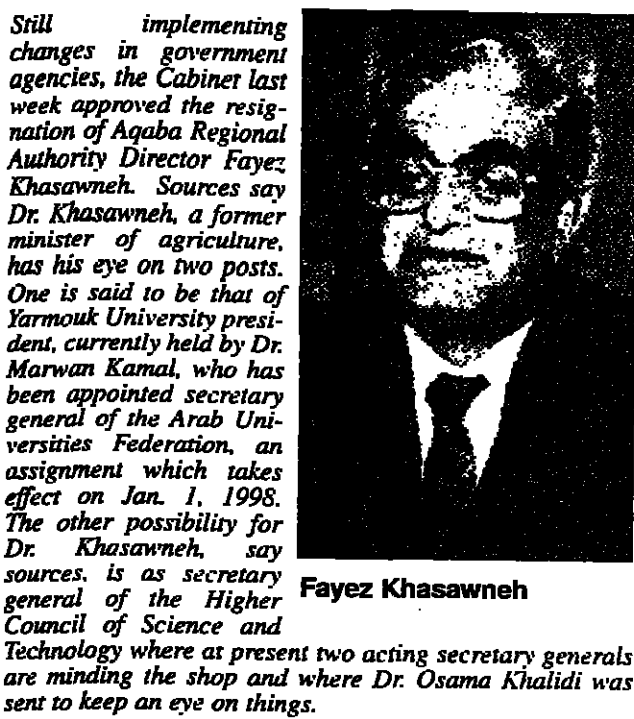 Still implementing
changes in government
agencies, the Cabinet last
week approved the resig-
nation of Aqaba Regional
Authority Director Fayez
Khasawneh. Sources say
Dr. Khasawneh, a former
minister of agriculture,
has his eye on two posts.
One is said to be that of
Yarmouk University presi-
dent, currently held by Dr.
Marwan Kamal, who has
been appointed secretary
general of the Arab Uni-
versities Federation, an
assignment which takes
effect on Jan. 1, 1998.
The other possibility for
Dr. Khasawneh, say
sources, is as secretary
general of the Higher
Council of Science and
Technology where at present two acting secretary generals
are minding the shop and where Dr. Osama Khalidi was
sent to keep an eye on things.
Fayez Khasawneh